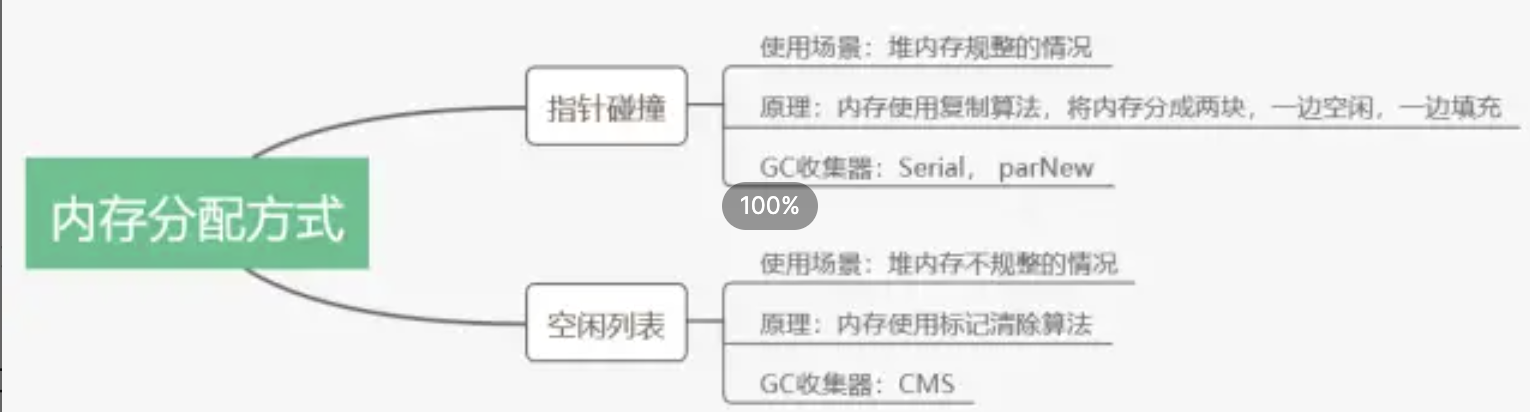 内存分配方式
指针碰撞
使用场景：堆内存规整的情况
原理：内存使用复制算法，将内存分成两块，一边空闲，一边填充
GC收集器：Serial， parNew
100%
空闲列表
使用场景：堆内存不规整的情况
原理：内存使用标记清除算法
GC收集器：CMS